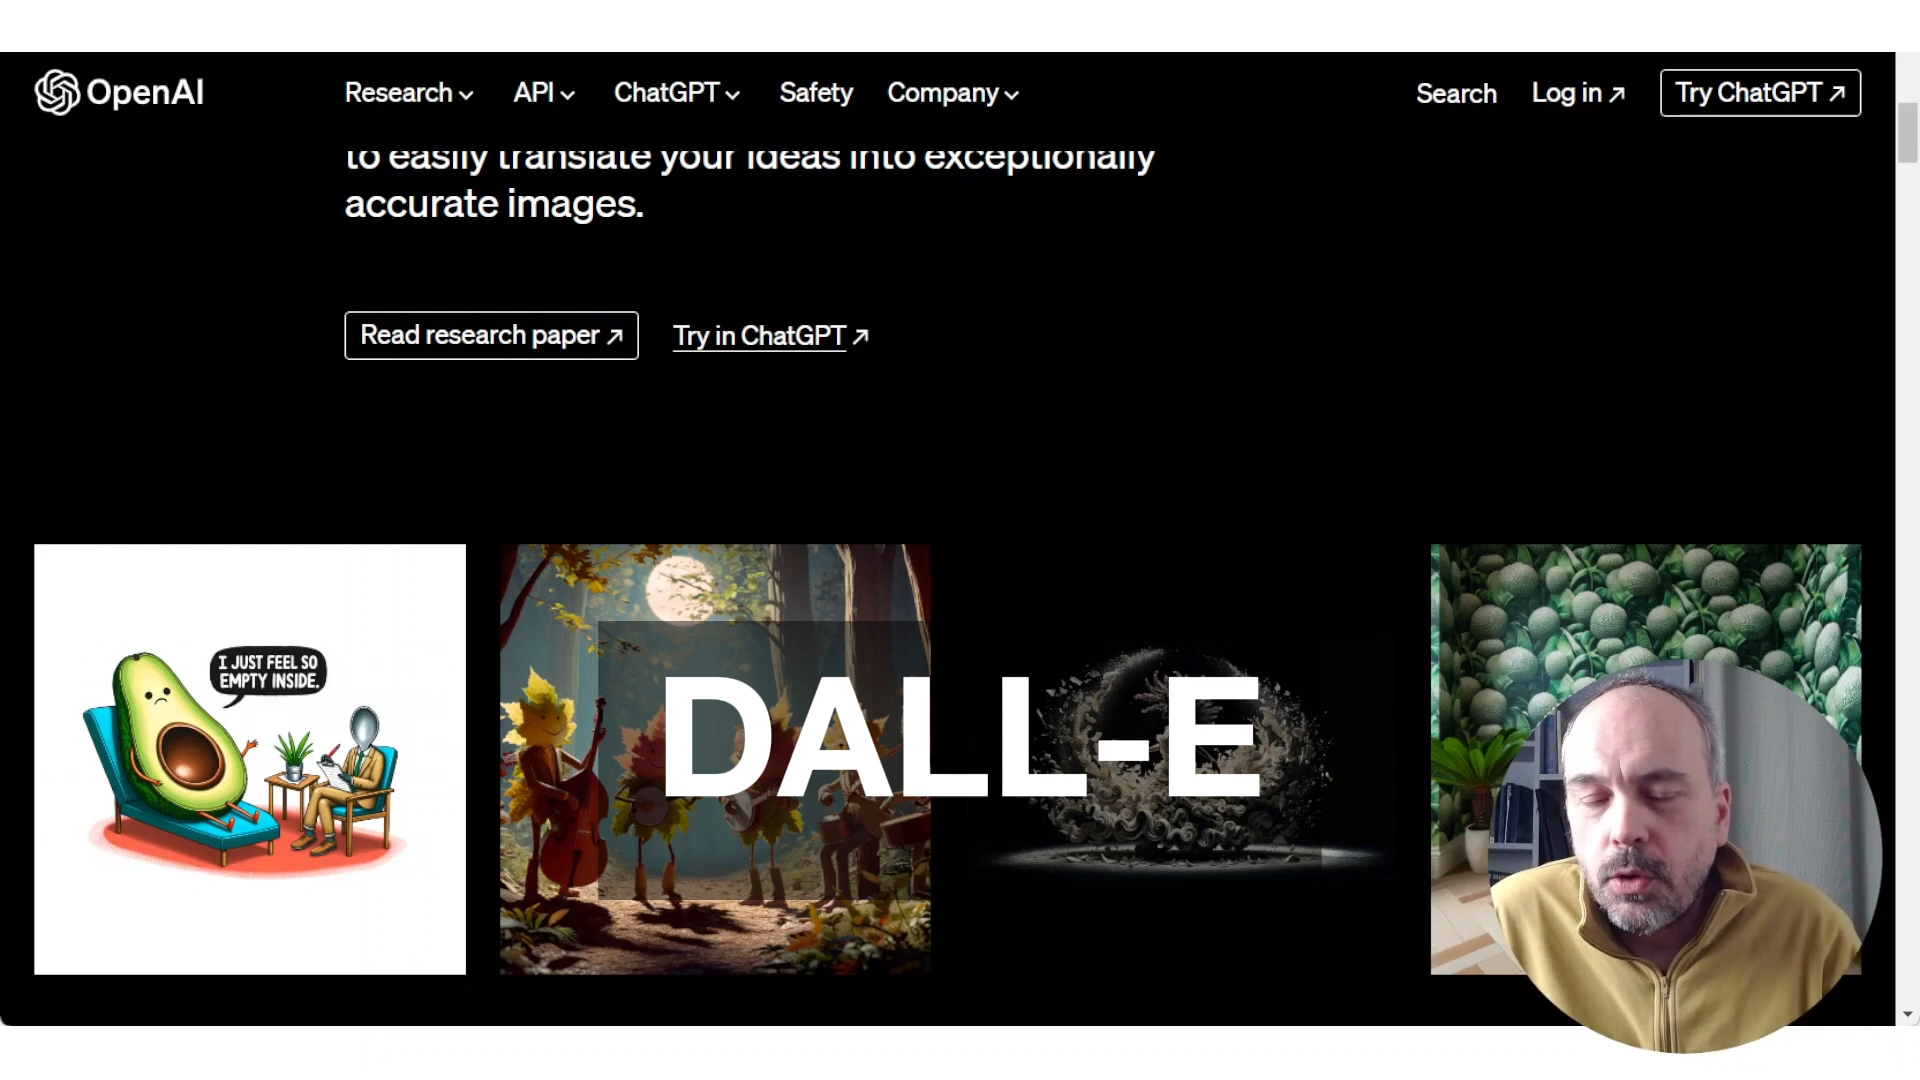 OpenAI
Research
API
ChatGPT
Safety
Company
Search
Log in ↗
Try ChatGPT ↗
to easily translate your ideas into exceptionally
accurate images.
Read research paper ↗
Try in ChatGPT ↗
I JUST FEEL SO
EMPTY INSIDE.
DALL-E